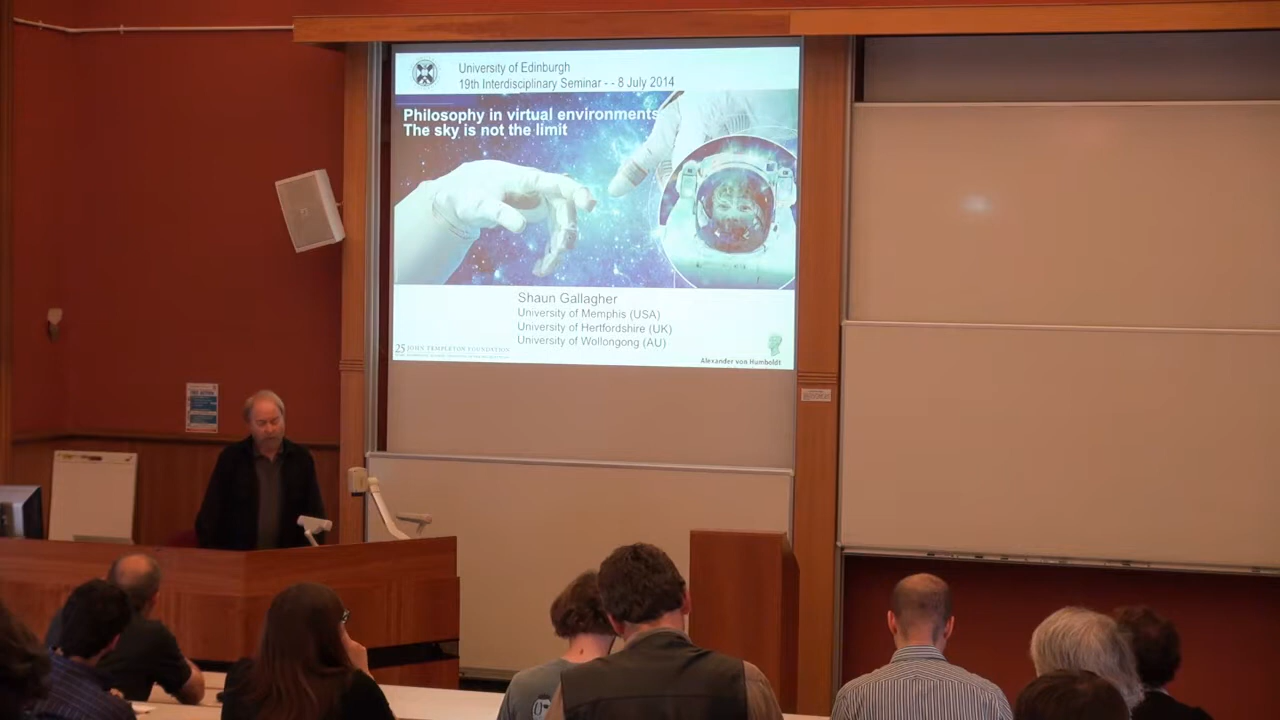 University of Edinburgh
19th Interdisciplinary Seminar - - 8 July 2014
Philosophy in virtual environments
The sky is not the limit
Shaun Gallagher
University of Memphis (USA)
University of Hertfordshire (UK)
University of Wollongong (AU)
25 JOHN TEMPLETON FOUNDATION
Alexander von Humboldt